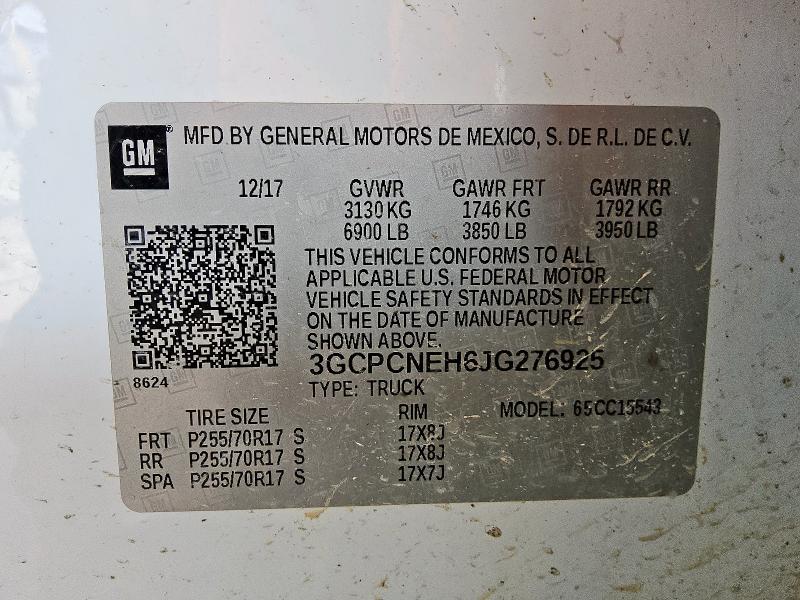 GM® MFD BY GENERAL MOTORS DE MEXICO, S. DE R.L. DE C.V.
12/17 GVWR GAWR FRT GAWR RR
3130 KG 1746 KG 1792 KG
6900 LB 3850 LB 3950 LB
THIS VEHICLE CONFORMS TO ALL
APPLICABLE U.S. FEDERAL MOTOR
VEHICLE SAFETY STANDARDS IN EFFECT
ON THE DATE OF MANUFACTURE
SHOWN ABOVE.
3GCPCNEH6JG276925
8624
TYPE: TRUCK
TIRE SIZE RIM MODEL: 65CC15543
FRT P255/70R17 S 17X8J
RR P255/70R17 S 17X8J
SPA P255/70R17 S 17X7J